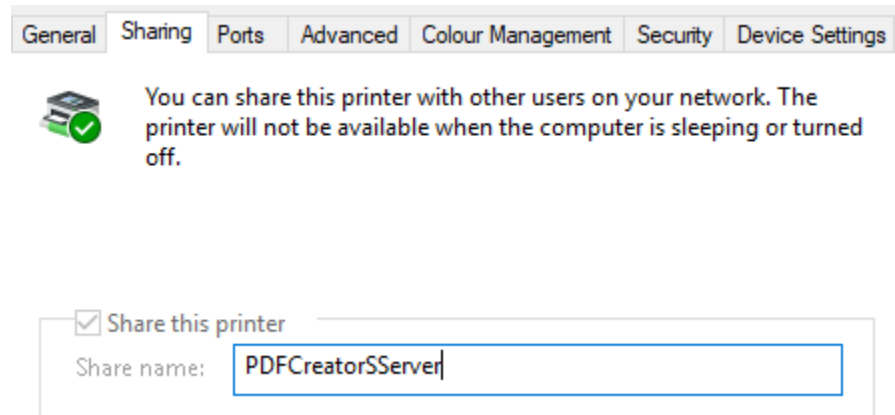 General Sharing Ports Advanced Colour Management Security Device Settings
You can share this printer with other users on your network. The
printer will not be available when the computer is sleeping or turned
off.
Share this printer
Share name: PDFCreatorSServer